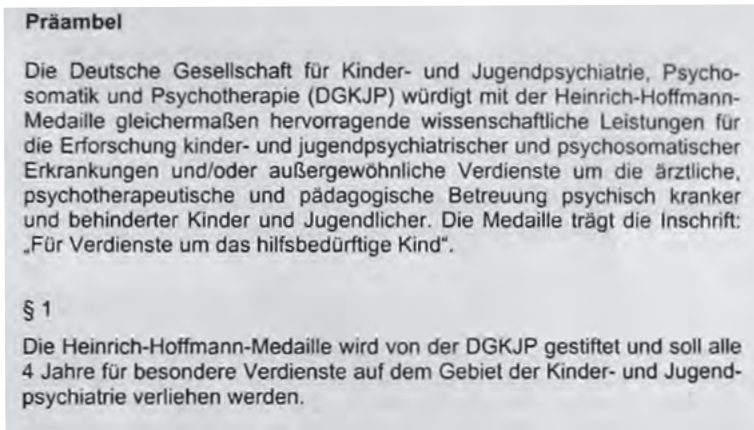 Präambel
Die Deutsche Gesellschaft für Kinder- und Jugendpsychiatrie, Psycho-
somatik und Psychotherapie (DGKJP) würdigt mit der Heinrich-Hoffmann-
Medaille gleichermaßen hervorragende wissenschaftliche Leistungen für
die Erforschung kinder- und jugendpsychiatrischer und psychosomatischer
Erkrankungen und/oder außergewöhnliche Verdienste um die ärztliche,
psychotherapeutische und pädagogische Betreuung psychisch kranker
und behinderter Kinder und Jugendlicher. Die Medaille trägt die Inschrift:
„Für Verdienste um das hilfsbedürftige Kind“.
§ 1
Die Heinrich-Hoffmann-Medaille wird von der DGKJP gestiftet und soll alle
4 Jahre für besondere Verdienste auf dem Gebiet der Kinder- und Jugend-
psychiatrie verliehen werden.